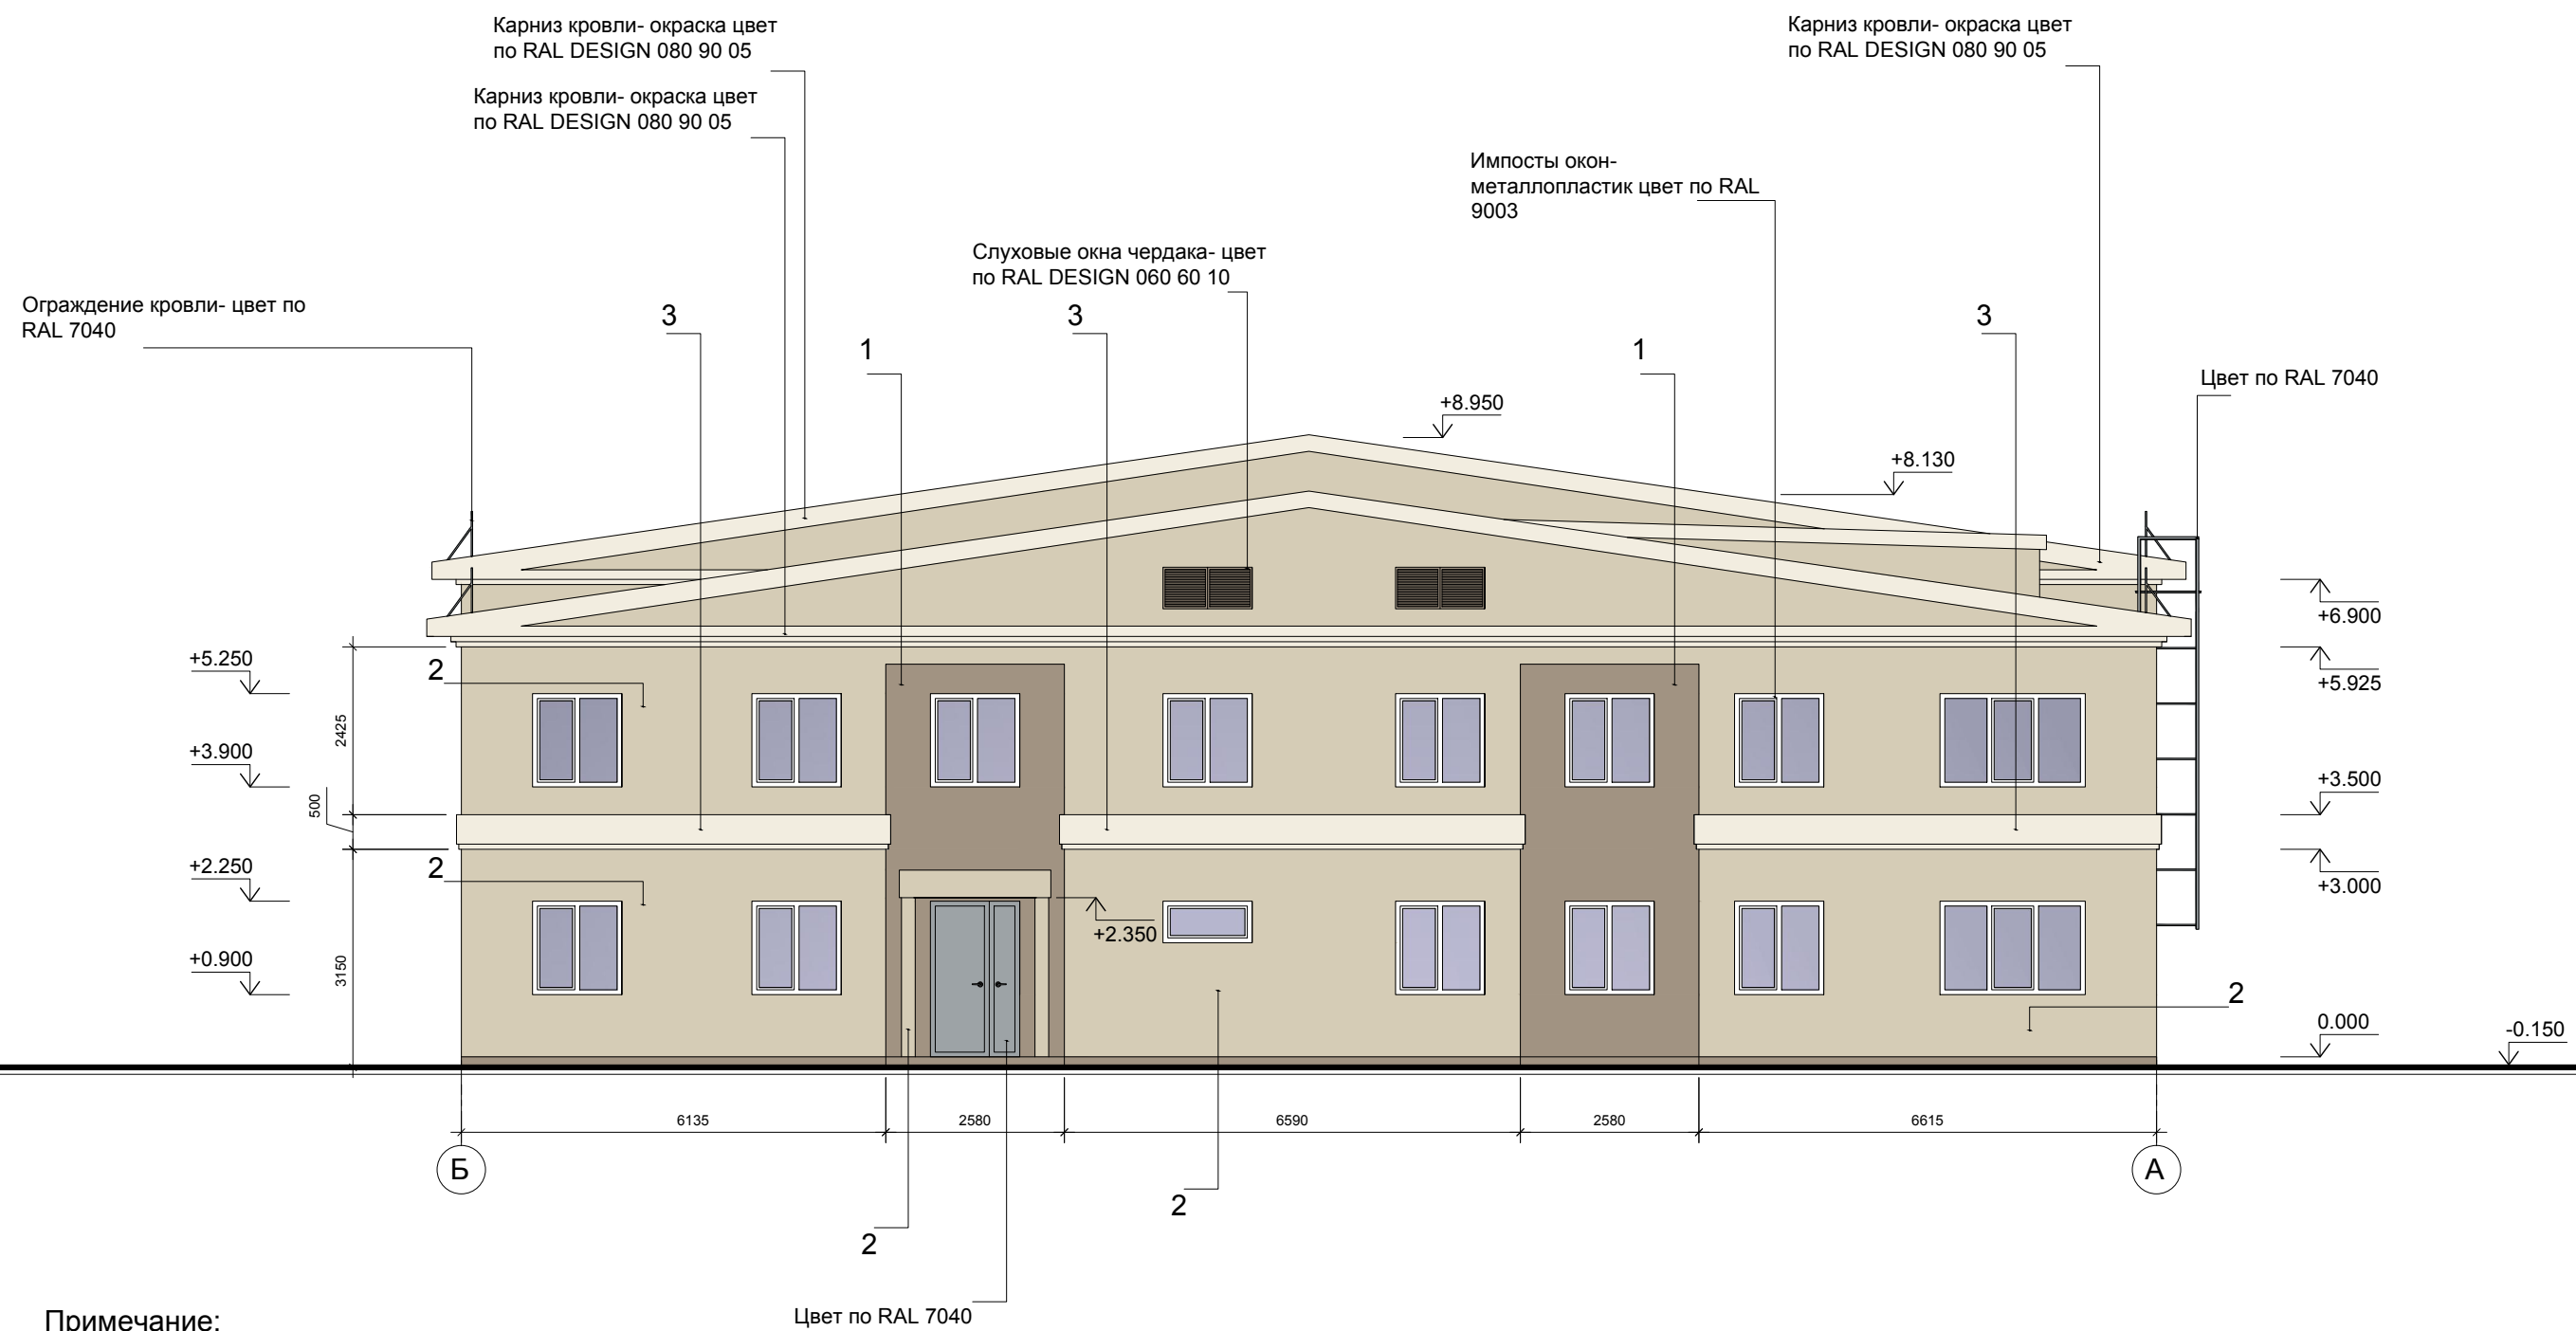 Карниз кровли- окраска цвет
по RAL DESIGN 080 90 05
Карниз кровли- окраска цвет
по RAL DESIGN 080 90 05
Карниз кровли- окраска цвет
по RAL DESIGN 080 90 05
Импосты окон-
металлопластик цвет по RAL
9003
Слуховые окна чердака- цвет
по RAL DESIGN 060 60 10
Ограждение кровли- цвет по
RAL 7040
3
1
3
1
3
Цвет по RAL 7040
+8.950
+8.130
+6.900
+5.250
2
+5.925
2425
+3.900
500
+3.500
+2.250
2
+3.000
+2.350
+0.900
3150
2
0.000
-0.150
6135
2580
6590
2580
6615
Б
А
2
2
Цвет по RAL 7040
Примечание: